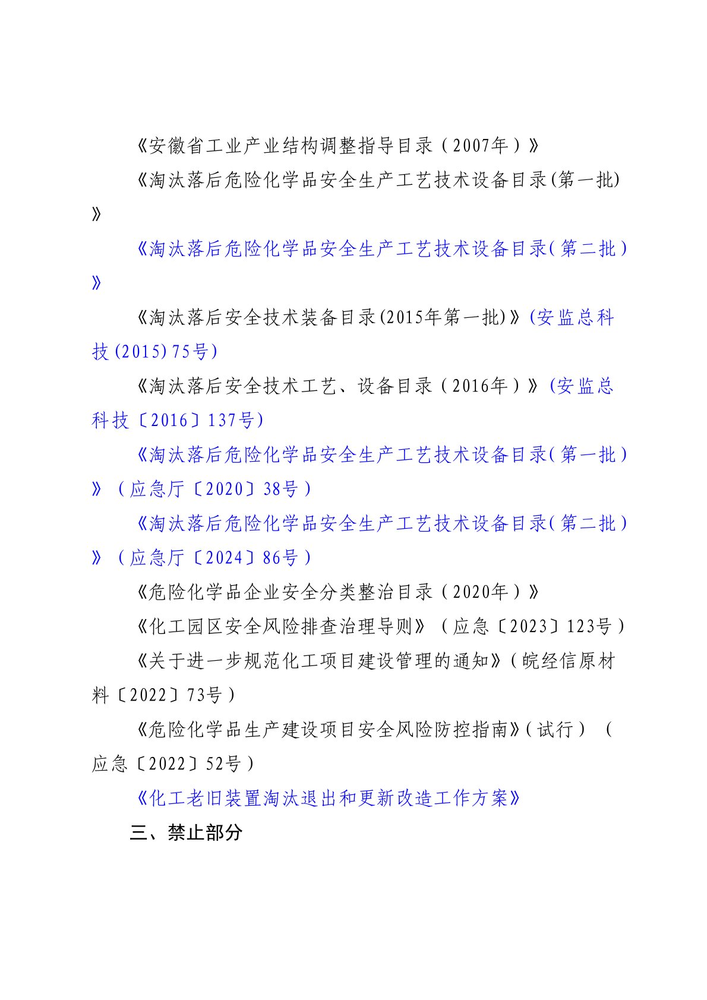 《安徽省工业产业结构调整指导目录（2007年）》
《淘汰落后危险化学品安全生产工艺技术设备目录(第一批)
》
《淘汰落后危险化学品安全生产工艺技术设备目录(第二批)
》
《淘汰落后安全技术装备目录(2015年第一批)》(安监总科
技(2015)75号)
《淘汰落后安全技术工艺、设备目录（2016年）》(安监总
科技〔2016〕137号)
《淘汰落后危险化学品安全生产工艺技术设备目录(第一批)
》（应急厅〔2020〕38号）
《淘汰落后危险化学品安全生产工艺技术设备目录(第二批)
》（应急厅〔2024〕86号）
《危险化学品企业安全分类整治目录（2020年）》
《化工园区安全风险排查治理导则》（应急〔2023〕123号）
《关于进一步规范化工项目建设管理的通知》（皖经信原材
料〔2022〕73号）
《危险化学品生产建设项目安全风险防控指南》（试行）（
应急〔2022〕52号）
《化工老旧装置淘汰退出和更新改造工作方案》
三、禁止部分